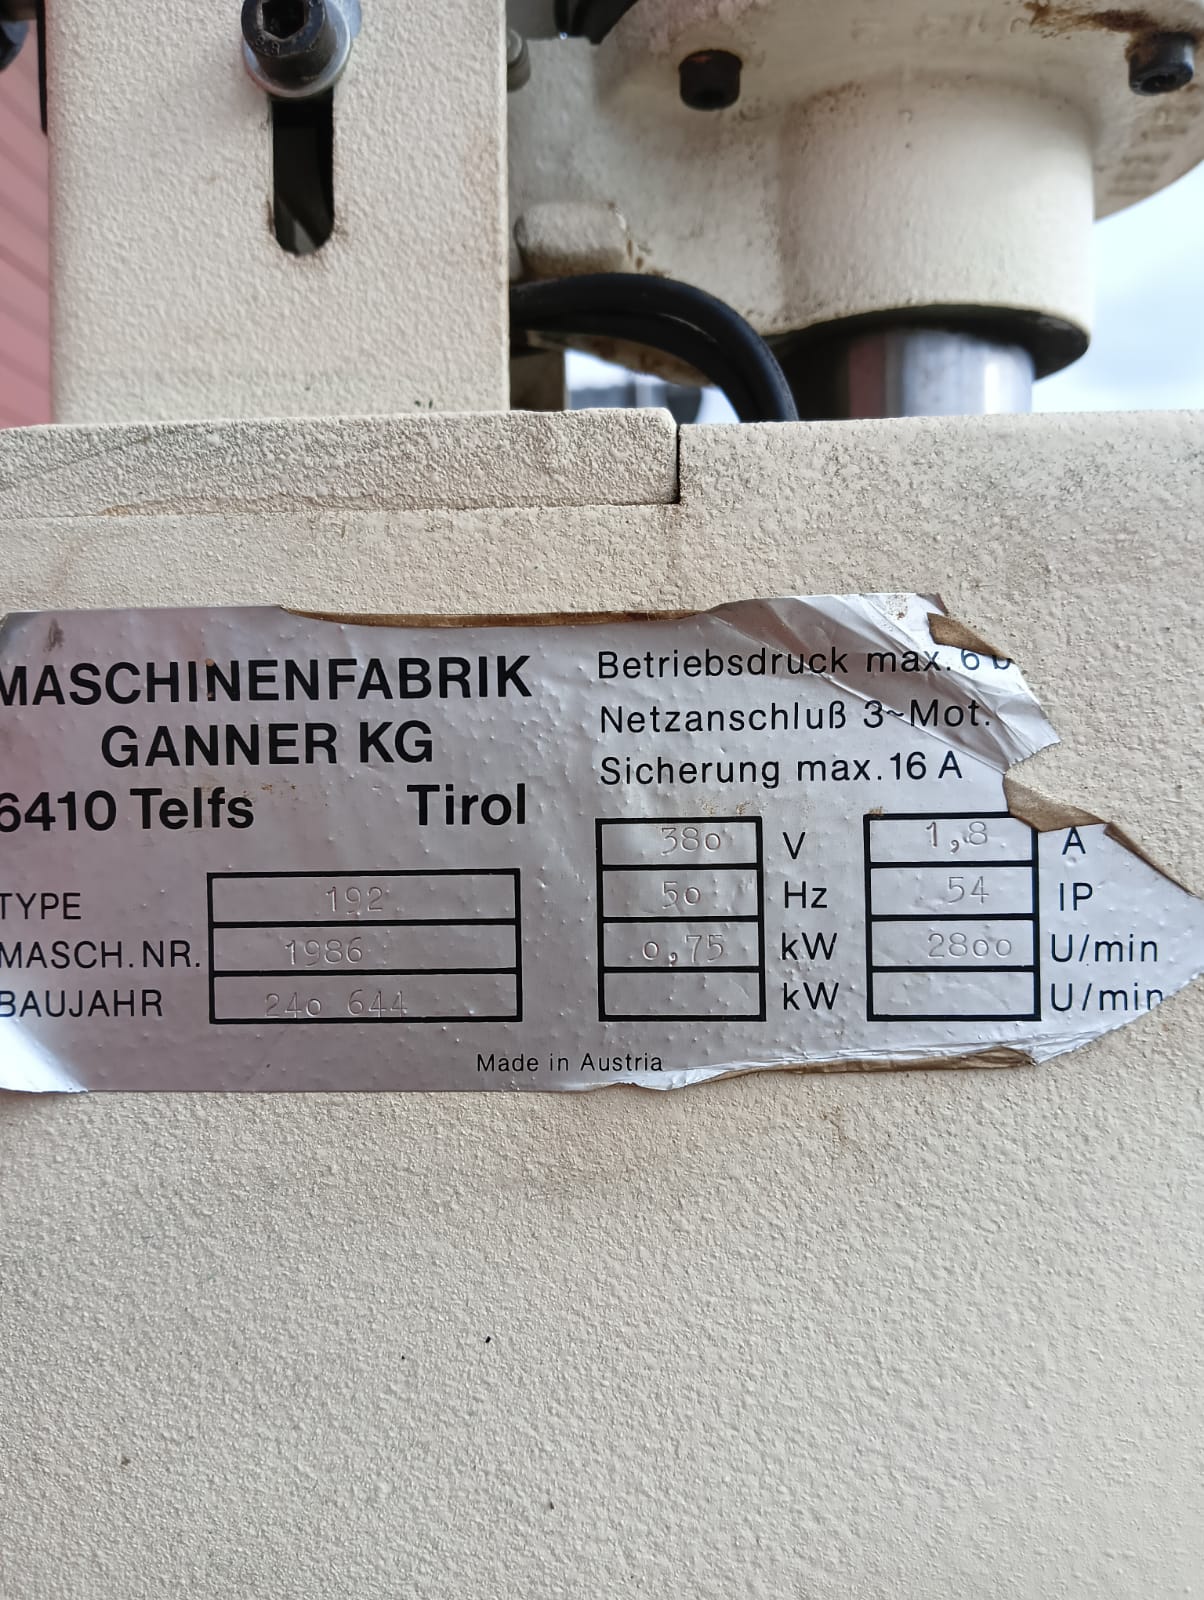 MASCHINENFABRIK
GANNER KG
6410 Telfs Tirol
TYPE 192
MASCH.NR. 1986
BAUJAHR 240 644
Betriebsdruck max. 6
Netzanschluß 3~Mot.
Sicherung max. 16 A
380 V 1,8 A
50 Hz 54 IP
0,75 kW 2800 U/min
kW U/min
Made in Austria